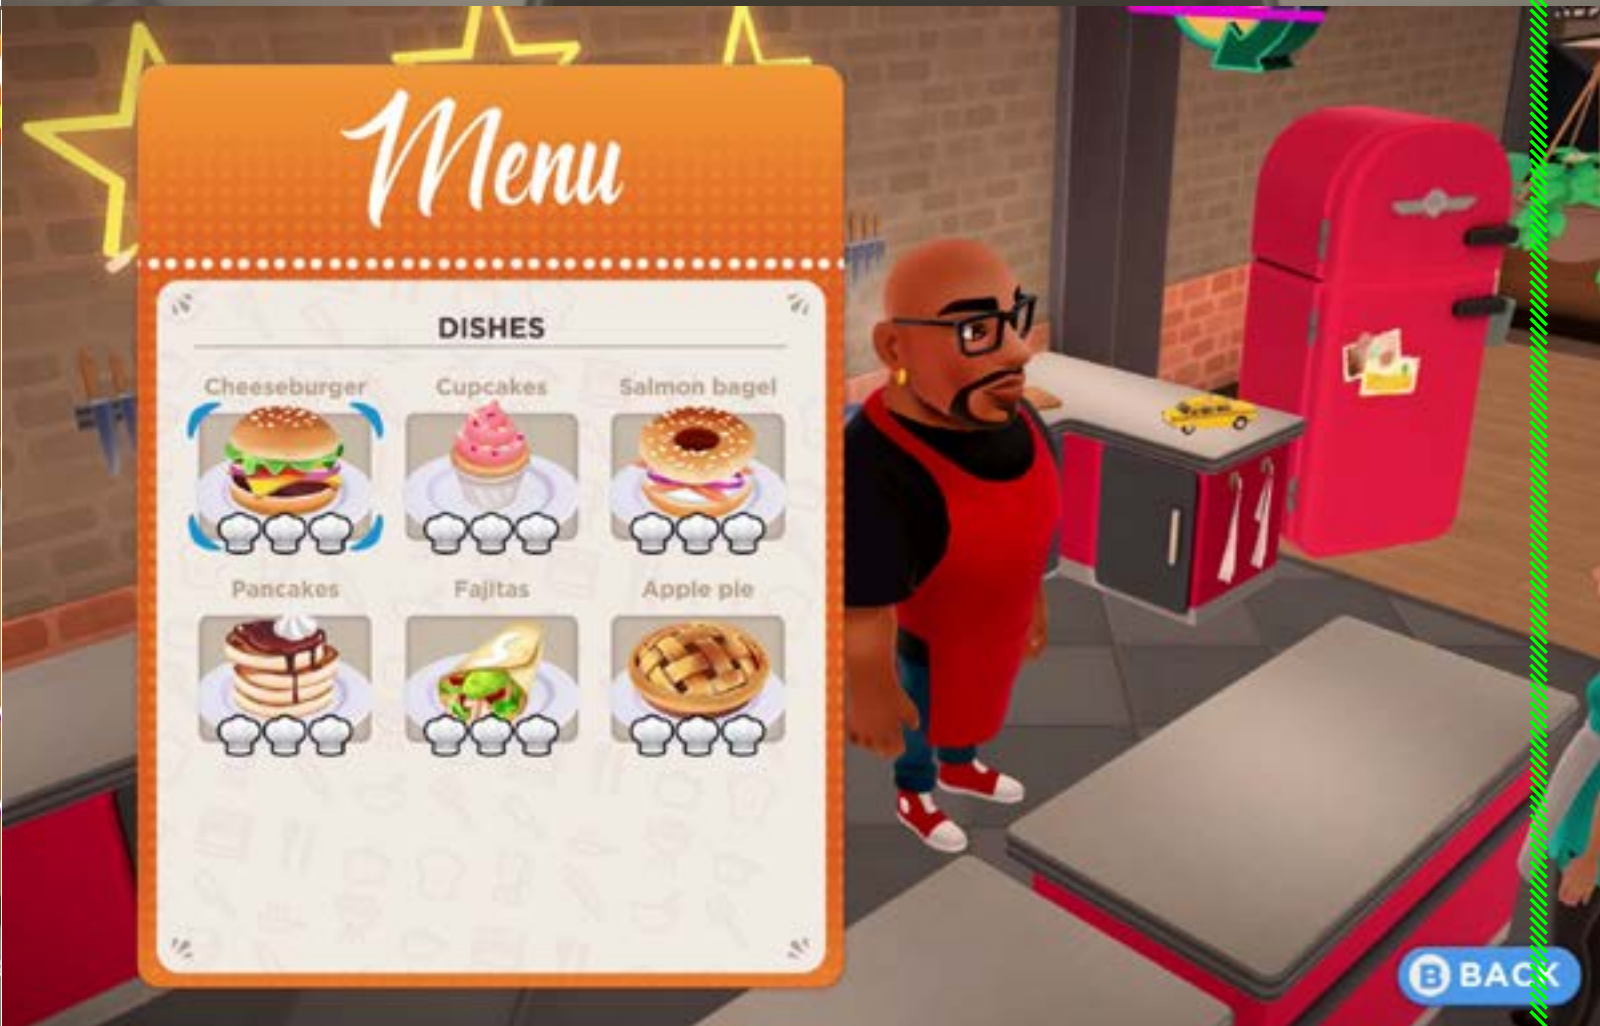 Menu
DISHES
Cheeseburger
Cupcakes
Salmon bagel
Pancakes
Fajitas
Apple pie
B BACK